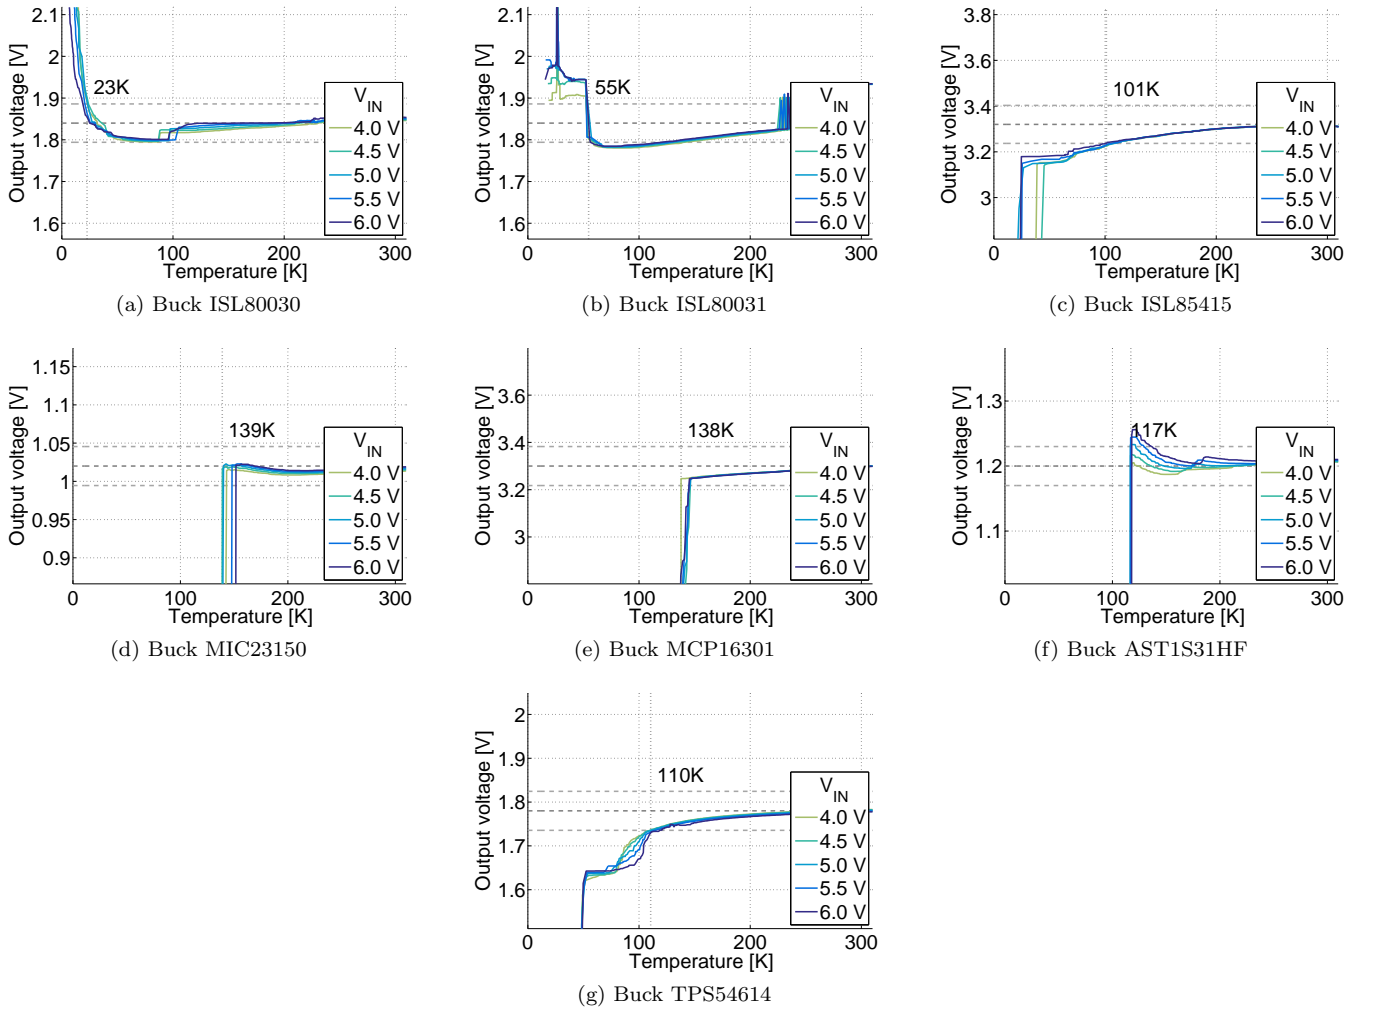 2.1
2
1.9
1.8
1.7
1.6
Output voltage [V]
23K
V_IN
4.0 V
4.5 V
5.0 V
5.5 V
6.0 V
0 100 200 300
Temperature [K]
(a) Buck ISL80030
2.1
2
1.9
1.8
1.7
1.6
Output voltage [V]
55K
V_IN
4.0 V
4.5 V
5.0 V
5.5 V
6.0 V
0 100 200 300
Temperature [K]
(b) Buck ISL80031
3.8
3.6
3.4
3.2
3
Output voltage [V]
101K
V_IN
4.0 V
4.5 V
5.0 V
5.5 V
6.0 V
0 100 200 300
Temperature [K]
(c) Buck ISL85415
1.15
1.1
1.05
1
0.95
0.9
Output voltage [V]
139K
V_IN
4.0 V
4.5 V
5.0 V
5.5 V
6.0 V
0 100 200 300
Temperature [K]
(d) Buck MIC23150
3.6
3.4
3.2
3
Output voltage [V]
138K
V_IN
4.0 V
4.5 V
5.0 V
5.5 V
6.0 V
0 100 200 300
Temperature [K]
(e) Buck MCP16301
1.3
1.2
1.1
Output voltage [V]
117K
V_IN
4.0 V
4.5 V
5.0 V
5.5 V
6.0 V
0 100 200 300
Temperature [K]
(f) Buck AST1S31HF
2
1.9
1.8
1.7
1.6
Output voltage [V]
110K
V_IN
4.0 V
4.5 V
5.0 V
5.5 V
6.0 V
0 100 200 300
Temperature [K]
(g) Buck TPS54614